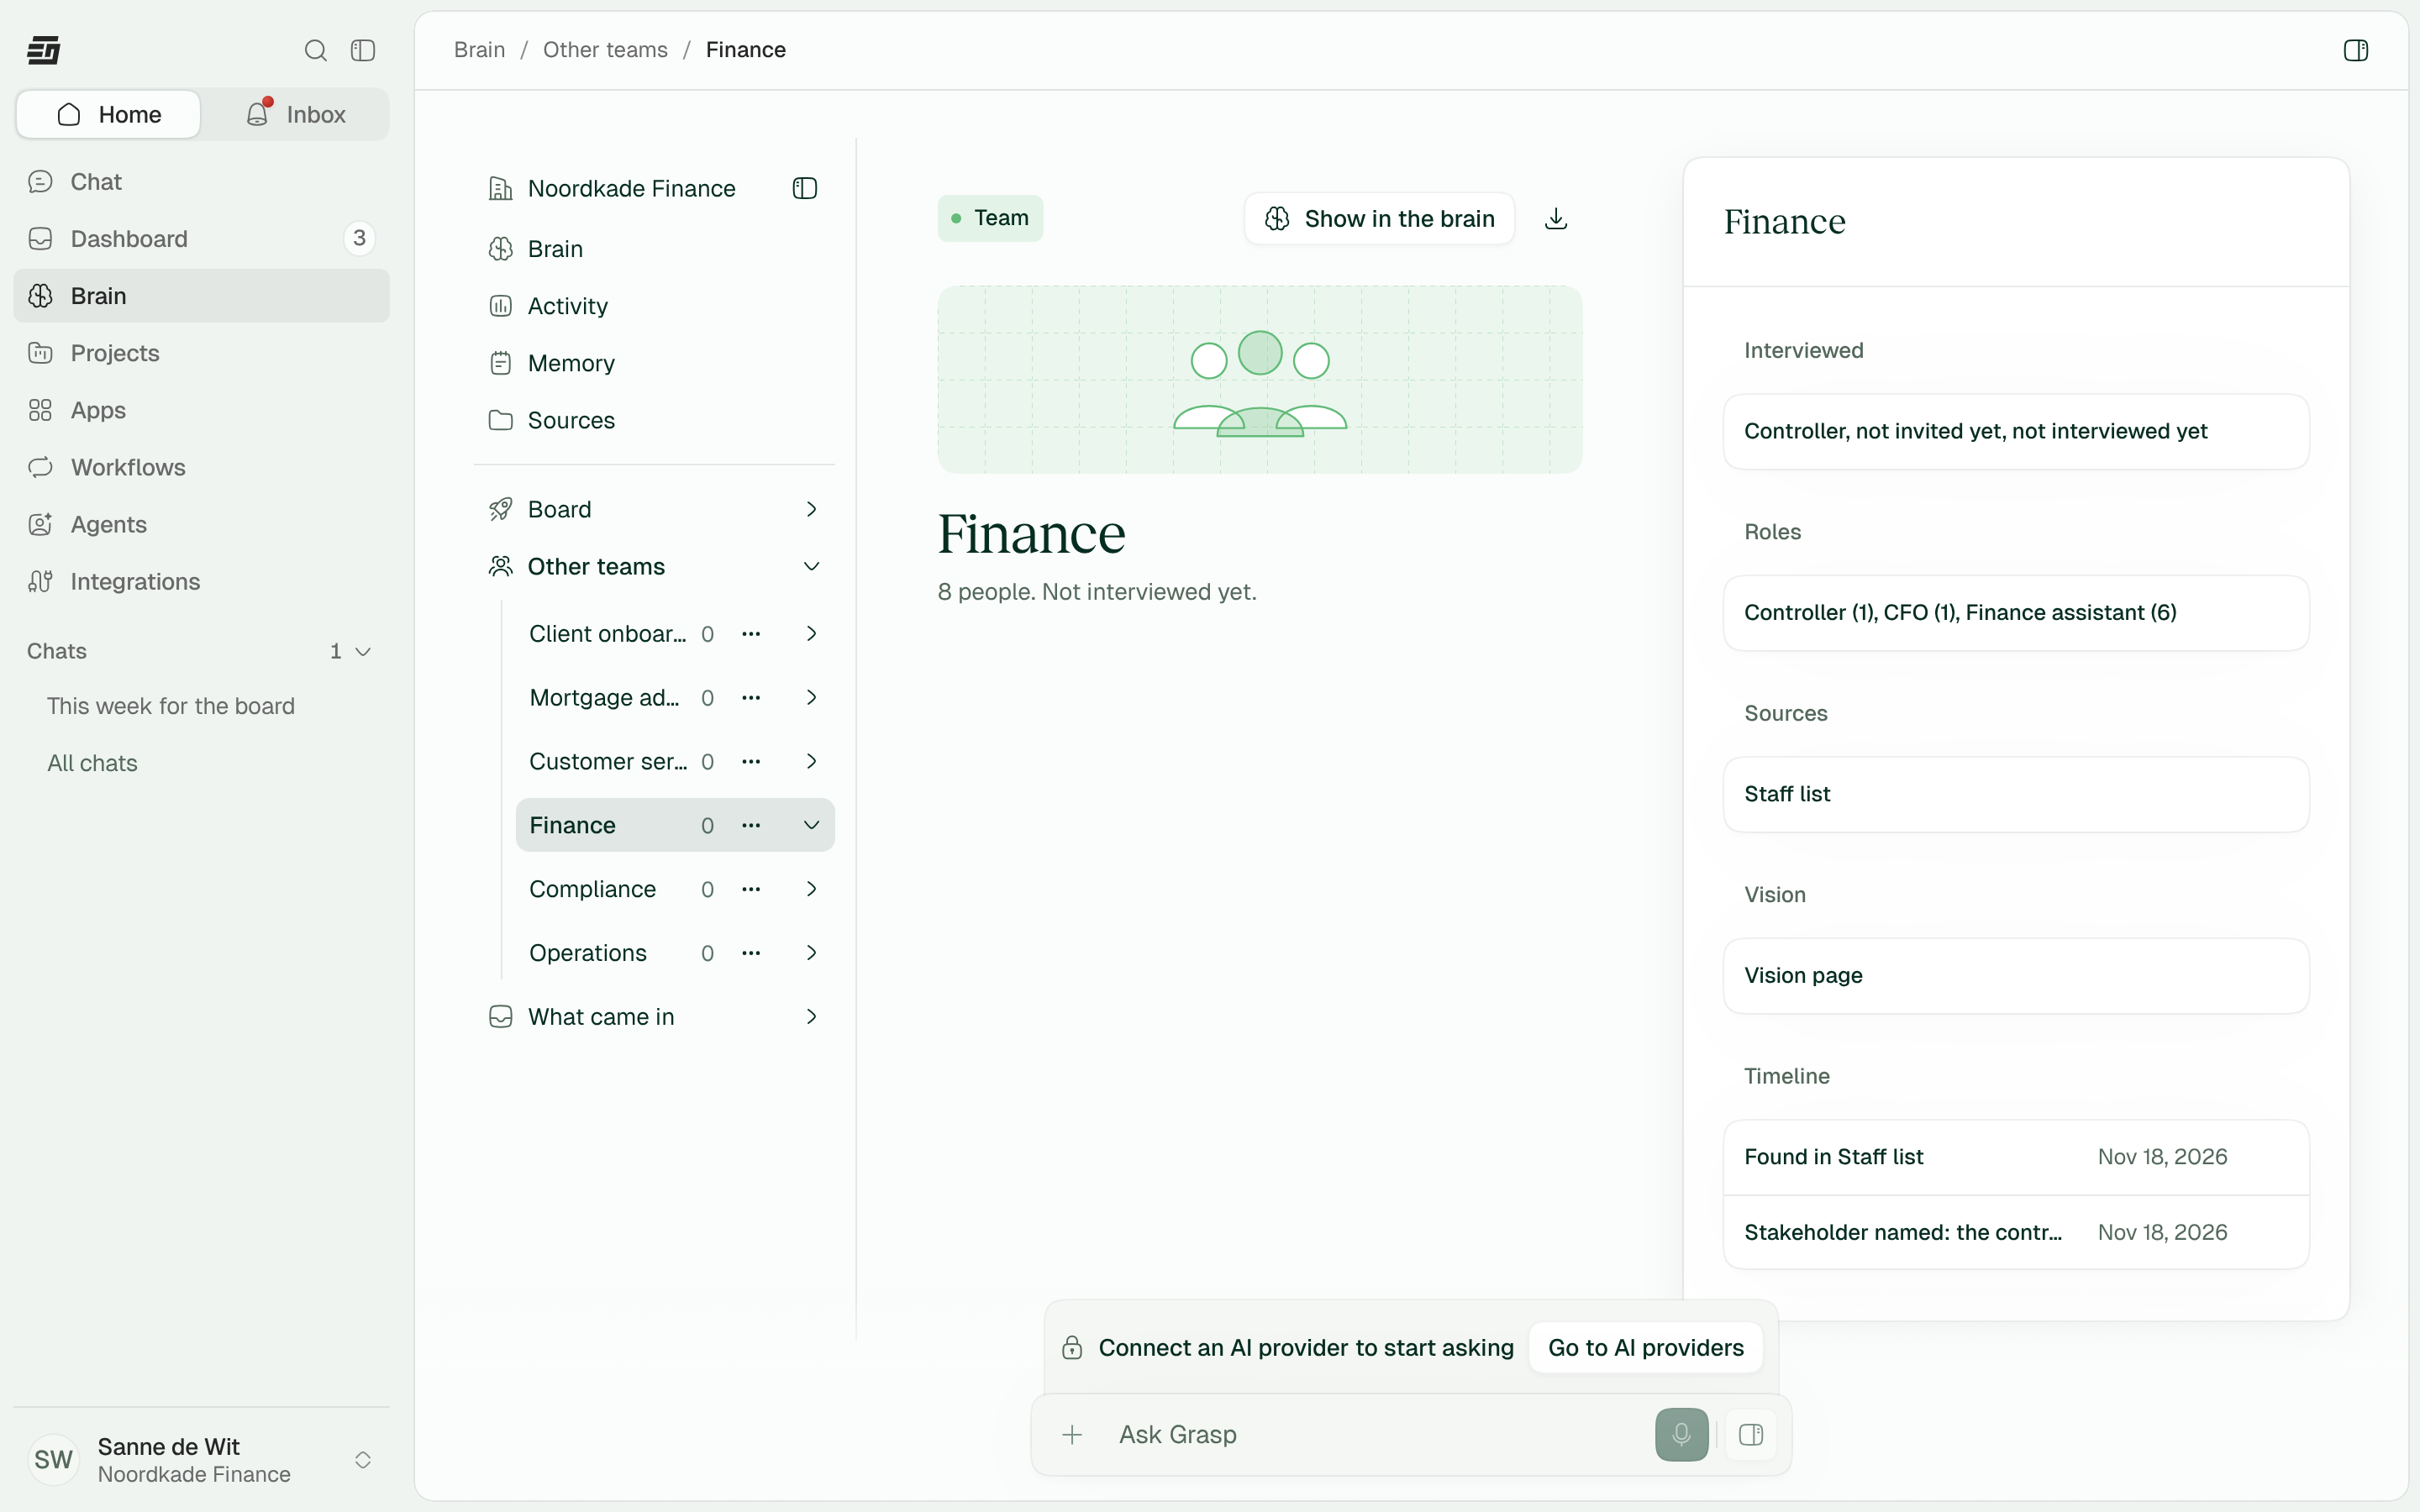 Home
Inbox
Chat
Dashboard 3
Brain
Projects
Apps
Workflows
Agents
Integrations
Chats 1
This week for the board
All chats
SW
Sanne de Wit
Noordkade Finance
Brain / Other teams / Finance
Noordkade Finance
Brain
Activity
Memory
Sources
Board
Other teams
Client onboar... 0
Mortgage ad... 0
Customer ser... 0
Finance 0
Compliance 0
Operations 0
What came in
Team
Show in the brain
Finance
8 people. Not interviewed yet.
Finance
Interviewed
Controller, not invited yet, not interviewed yet
Roles
Controller (1), CFO (1), Finance assistant (6)
Sources
Staff list
Vision
Vision page
Timeline
Found in Staff list Nov 18, 2026
Stakeholder named: the contr... Nov 18, 2026
Connect an AI provider to start asking
Go to AI providers
Ask Grasp